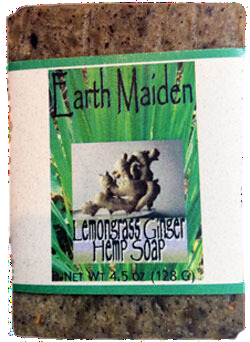 Earth Maiden
Lemongrass Ginger
Hemp Soap
NET WT 4.5 oz (128 G)